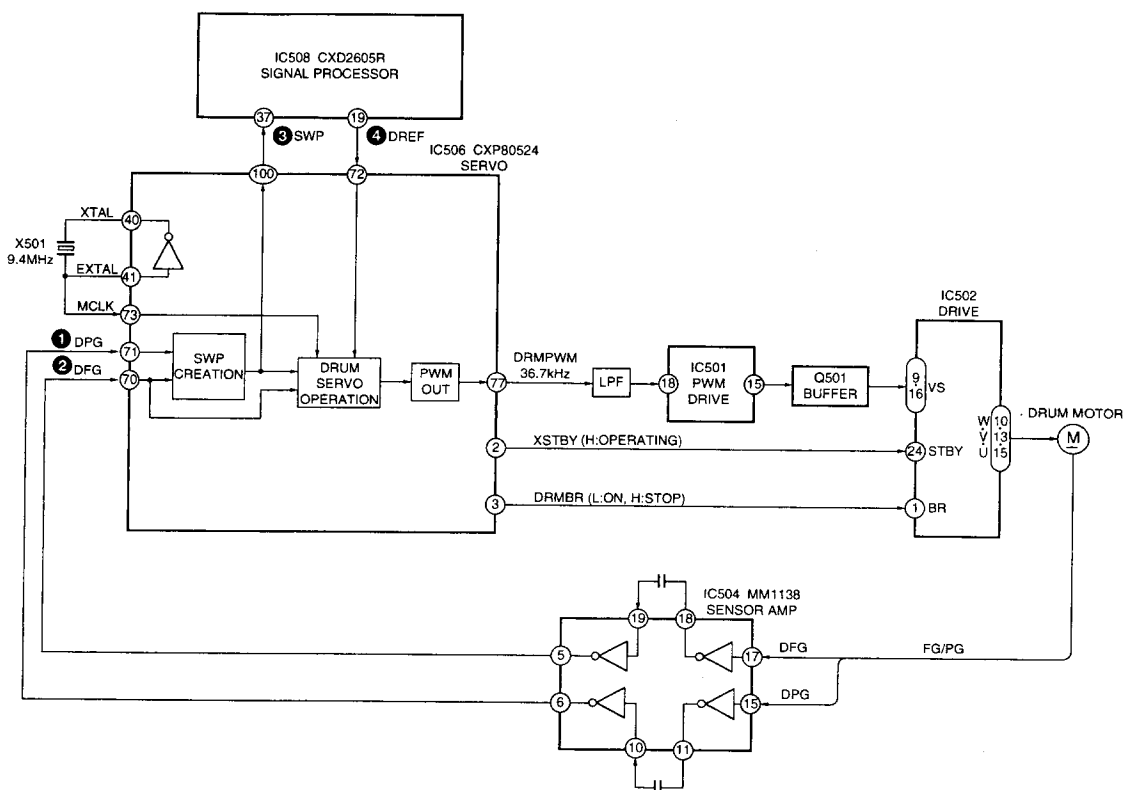 IC508 CXD2605R
SIGNAL PROCESSOR
37
19
3 SWP
4 DREF
IC506 CXP80524
SERVO
100
72
XTAL
40
X501
9.4MHz
EXTAL
41
MCLK
73
1 DPG
71
2 DFG
70
SWP
CREATION
DRUM
SERVO
OPERATION
PWM
OUT
77
DRMPWM
36.7kHz
LPF
18
IC501
PWM
DRIVE
15
Q501
BUFFER
IC502
DRIVE
9
16
VS
W
V
U
10
13
15
DRUM MOTOR
M
2
XSTBY (H:OPERATING)
24
STBY
3
DRMBR (L:ON, H:STOP)
1
BR
IC504 MM1138
SENSOR AMP
19
18
5
17
DFG
FG/PG
6
15
DPG
10
11